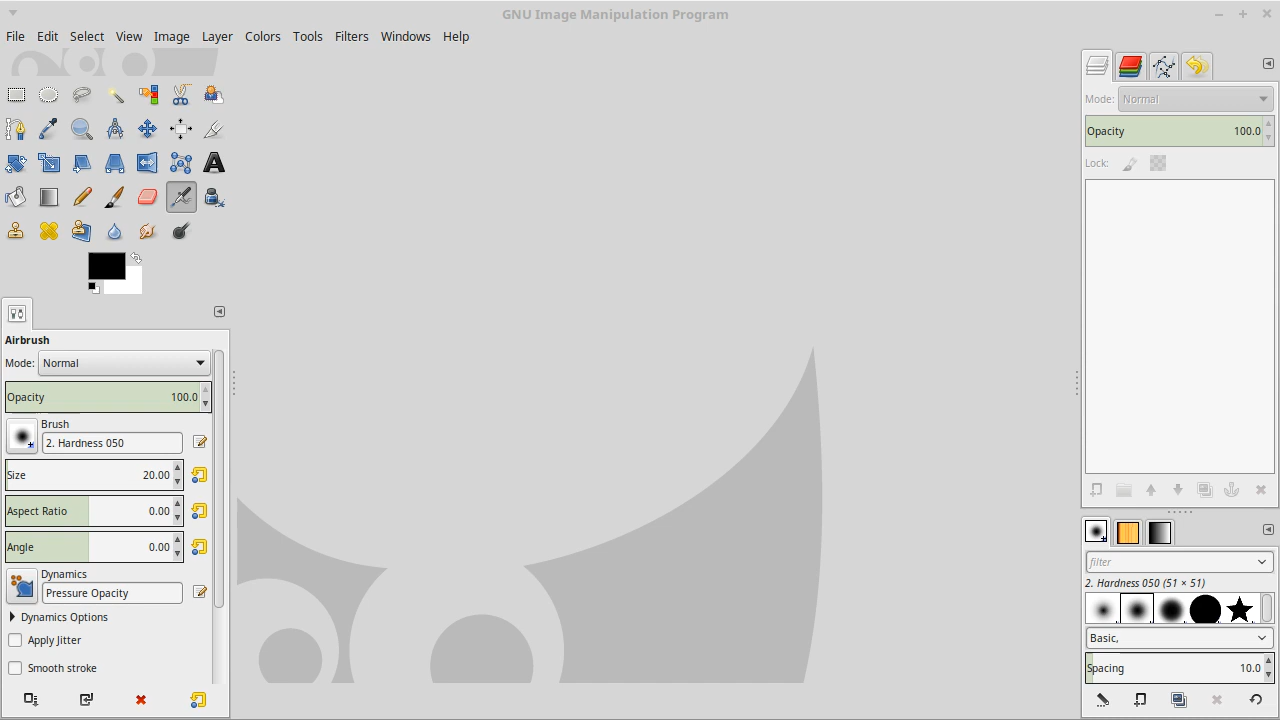 GNU Image Manipulation Program
File Edit Select View Image Layer Colors Tools Filters Windows Help
Airbrush
Mode: Normal
Opacity 100.0
Brush
2. Hardness 050
Size 20.00
Aspect Ratio 0.00
Angle 0.00
Dynamics
Pressure Opacity
Dynamics Options
Apply Jitter
Smooth stroke
Mode: Normal
Opacity 100.0
Lock:
filter
2. Hardness 050 (51 × 51)
Basic,
Spacing 10.0